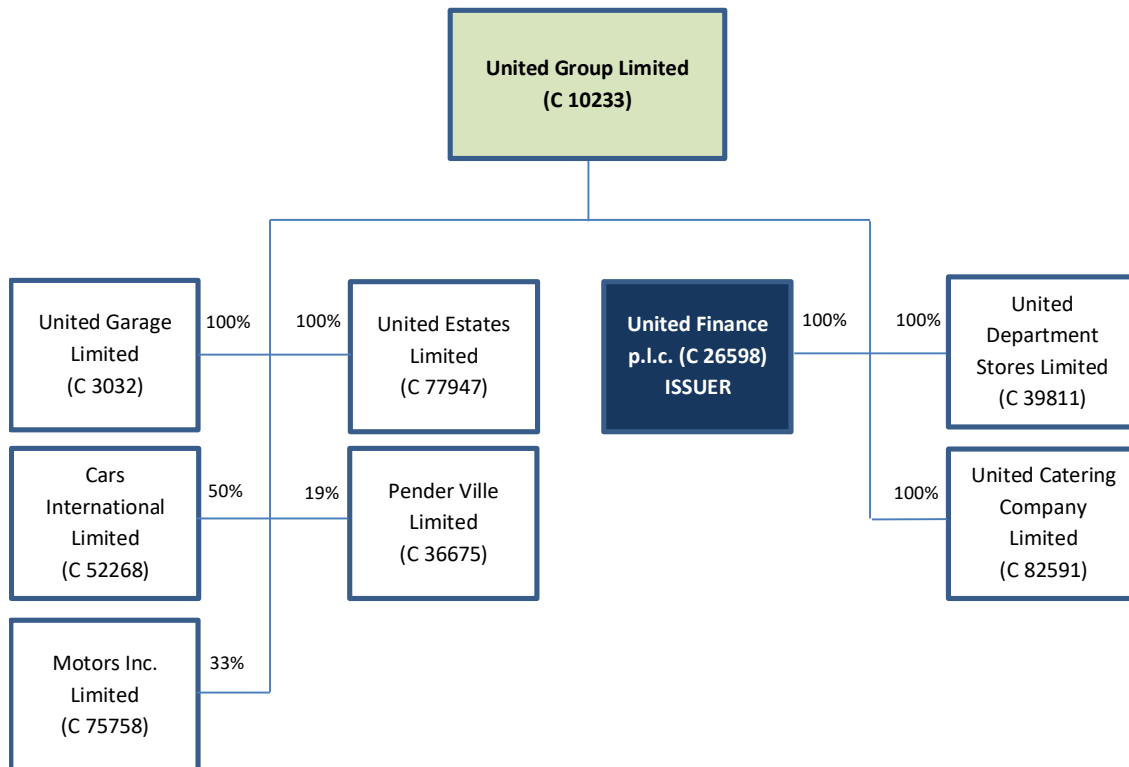 United Group Limited
(C 10233)
United Garage
Limited
(C 3032)
100%
100%
United Estates
Limited
(C 77947)
United Finance
p.l.c. (C 26598)
ISSUER
100%
100%
United
Department
Stores Limited
(C 39811)
Cars
International
Limited
(C 52268)
50%
19%
Pender Ville
Limited
(C 36675)
100%
United Catering
Company
Limited
(C 82591)
Motors Inc.
Limited
(C 75758)
33%